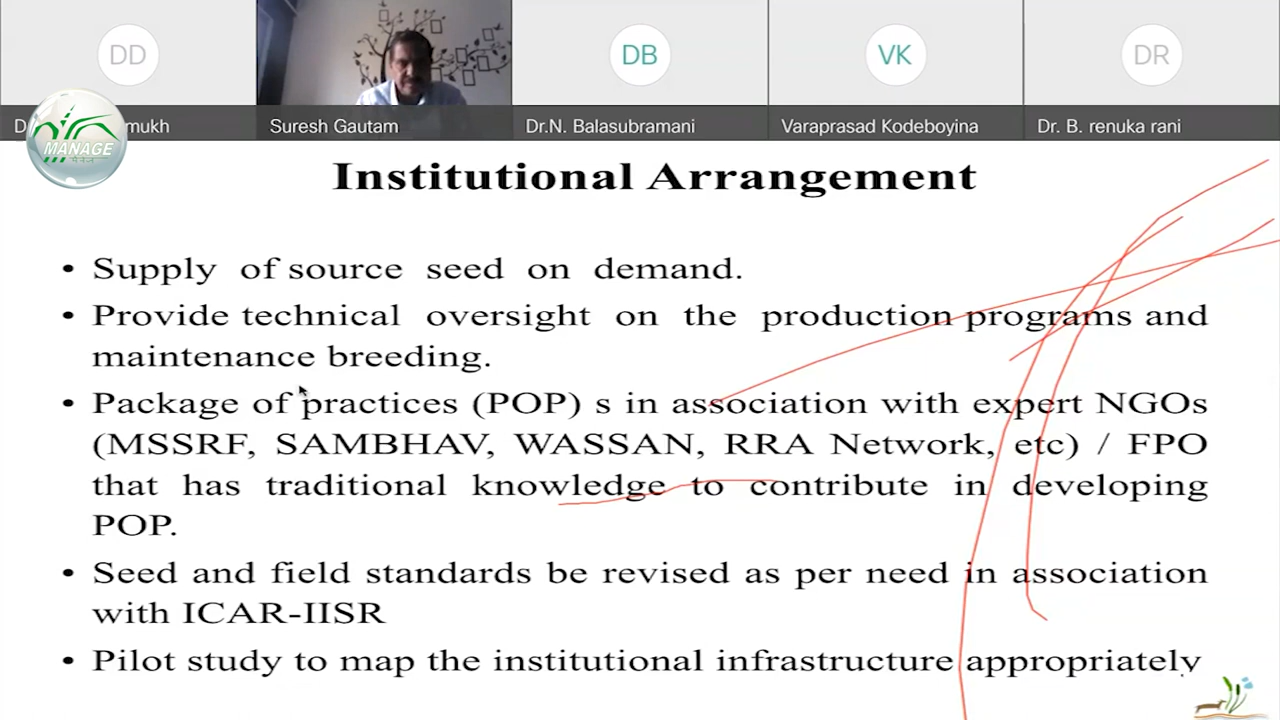 DD
DB
VK
DR
D mukh
Suresh Gautam
Dr.N. Balasubramani
Varaprasad Kodeboyina
Dr. B. renuka rani
MANAGE
Institutional Arrangement
• Supply of source seed on demand.
• Provide technical oversight on the production programs and
maintenance breeding.
• Package of practices (POP) s in association with expert NGOs
(MSSRF, SAMBHAV, WASSAN, RRA Network, etc) / FPO
that has traditional knowledge to contribute in developing
POP.
• Seed and field standards be revised as per need in association
with ICAR-IISR
• Pilot study to map the institutional infrastructure appropriately